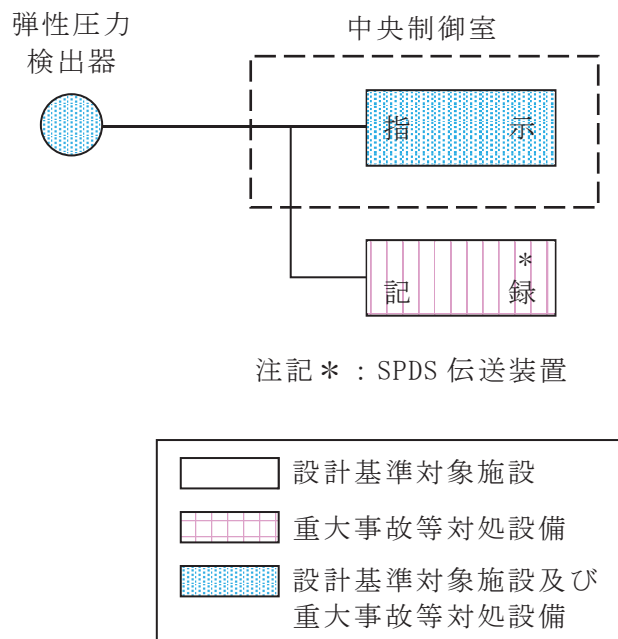 弾性圧力
検出器
中央制御室
指示
*
記録
注記*：SPDS 伝送装置
設計基準対象施設
重大事故等対処設備
設計基準対象施設及び
重大事故等対処設備